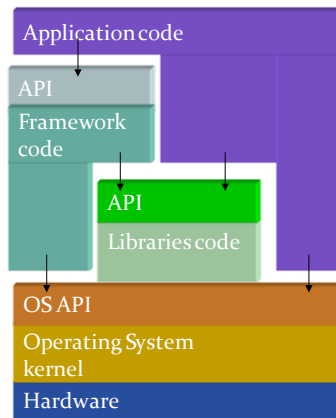 Application code
API
Framework
code
API
Libraries code
OS API
Operating System
kernel
Hardware